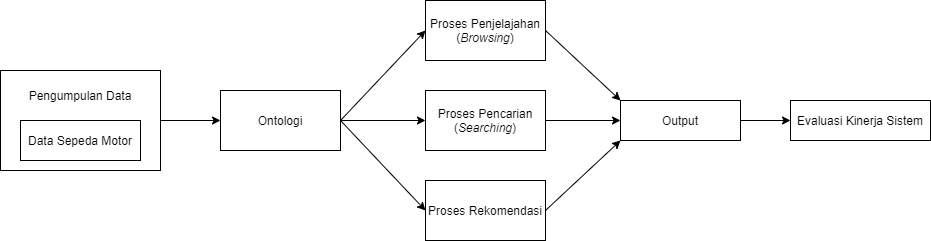 Pengumpulan Data
Data Sepeda Motor
Ontologi
Proses Penjelajahan
(Browsing)
Proses Pencarian
(Searching)
Proses Rekomendasi
Output
Evaluasi Kinerja Sistem